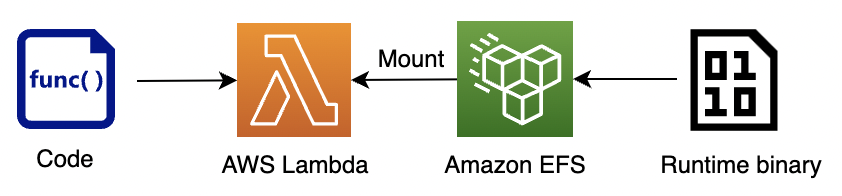 func( )
Code
AWS Lambda
Mount
Amazon EFS
01
10
Runtime binary